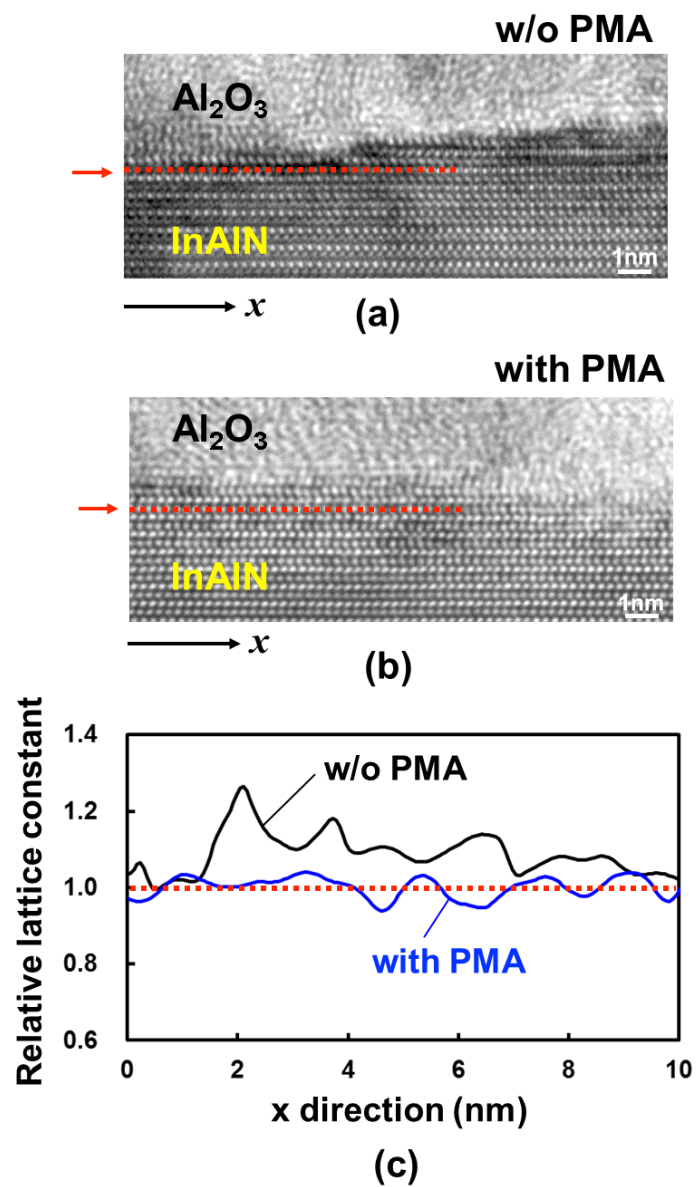 w/o PMA
Al₂O₃
InAlN
1nm
x
(a)
with PMA
Al₂O₃
InAlN
1nm
x
(b)
Relative lattice constant
1.4
1.2
1.0
0.8
0.6
w/o PMA
with PMA
0 2 4 6 8 10
x direction (nm)
(c)